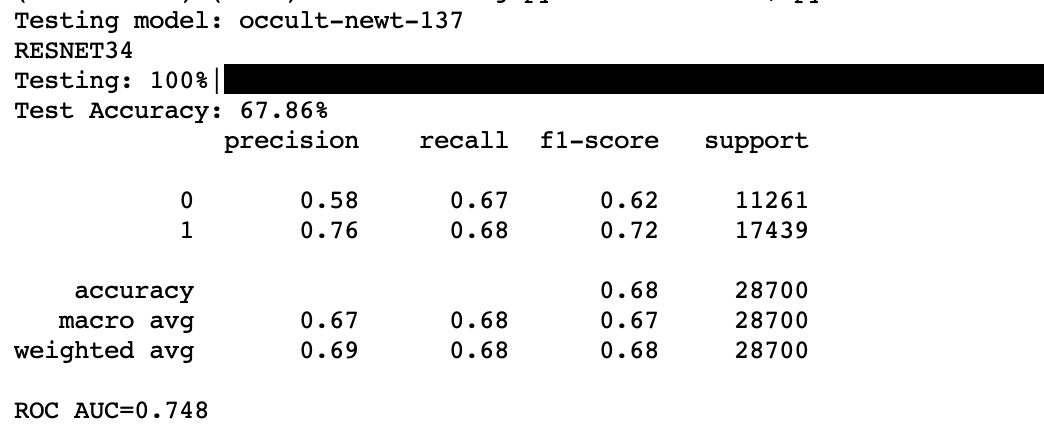 Testing model: occult-newt-137
RESNET34
Testing: 100%|
Test Accuracy: 67.86%
precision recall f1-score support
0 0.58 0.67 0.62 11261
1 0.76 0.68 0.72 17439
accuracy 0.68 28700
macro avg 0.67 0.68 0.67 28700
weighted avg 0.69 0.68 0.68 28700
ROC AUC=0.748